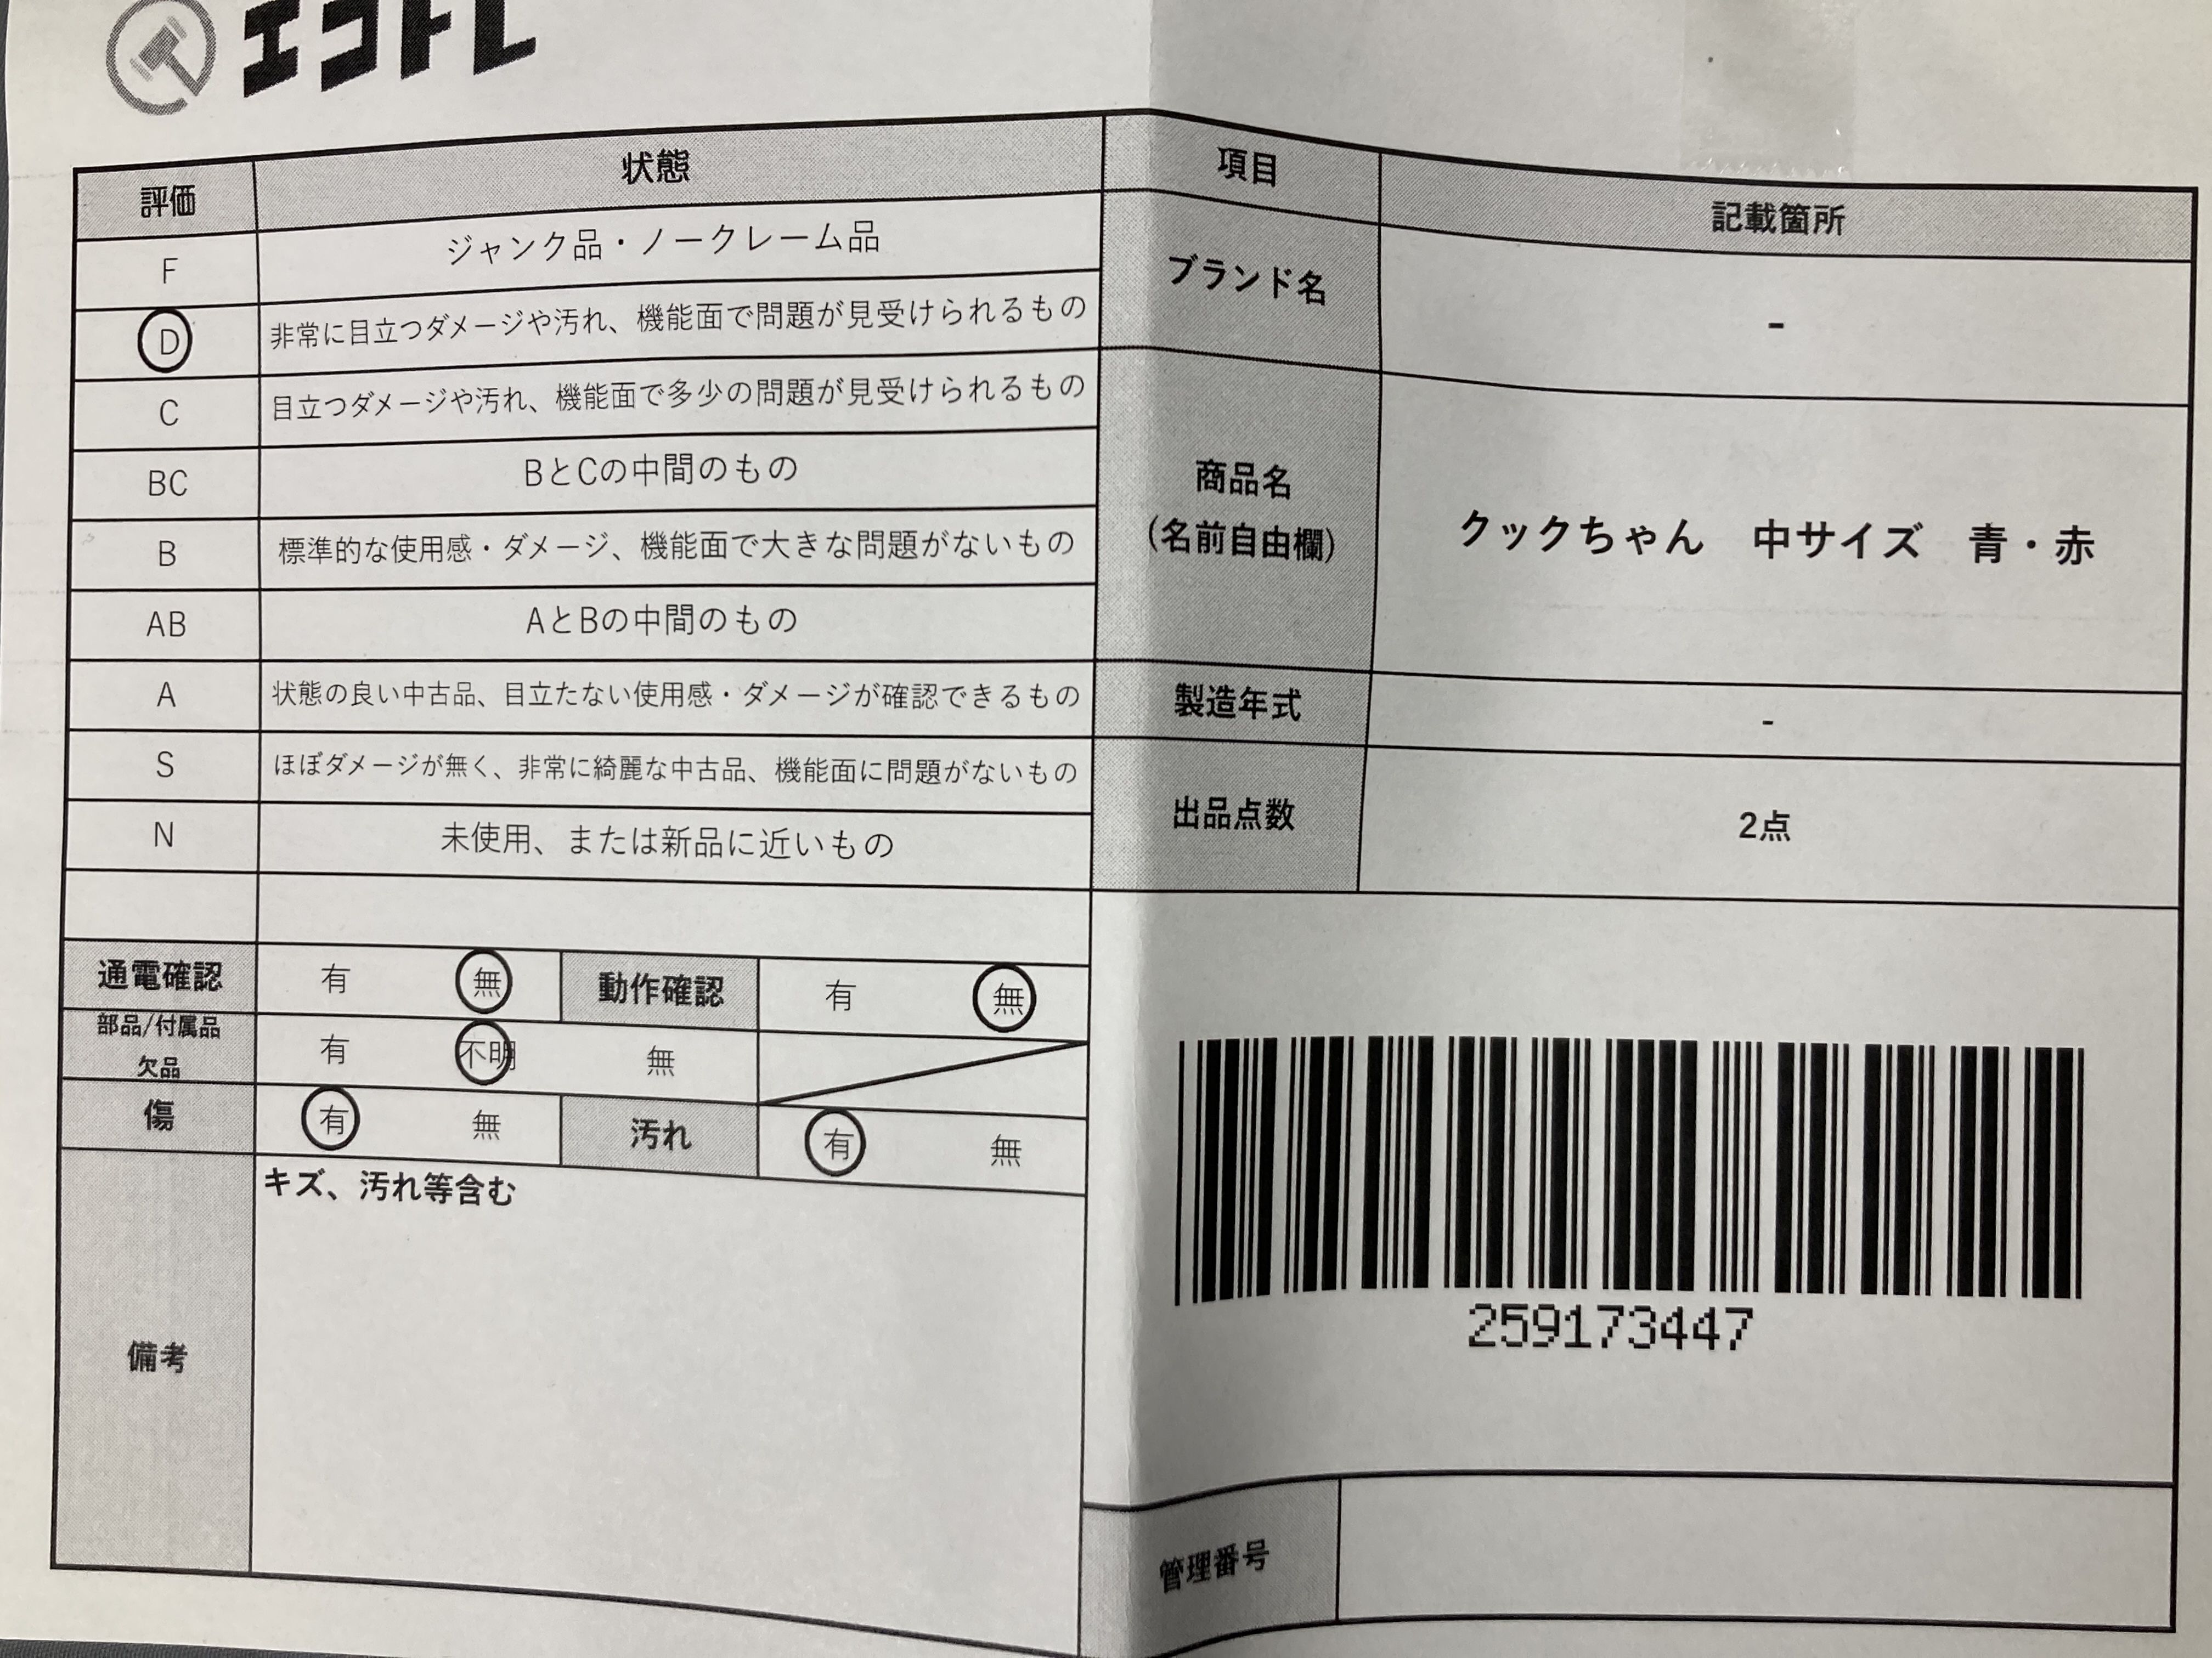 エコトレ
評価 状態
F ジャンク品・ノークレーム品
D 非常に目立つダメージや汚れ、機能面で問題が見受けられるもの
C 目立つダメージや汚れ、機能面で多少の問題が見受けられるもの
BC BとCの中間のもの
B 標準的な使用感・ダメージ、機能面で大きな問題がないもの
AB AとBの中間のもの
A 状態の良い中古品、目立たない使用感・ダメージが確認できるもの
S ほぼダメージが無く、非常に綺麗な中古品、機能面に問題がないもの
N 未使用、または新品に近いもの
通電確認 有 無 動作確認 有 無
部品/付属品
欠品 有 不明 無
傷 有 無 汚れ 有 無
備考 キズ、汚れ等含む
項目 記載箇所
ブランド名 -
商品名
(名前自由欄) クックちゃん 中サイズ 青・赤
製造年式 -
出品点数 2点
259173447
管理番号